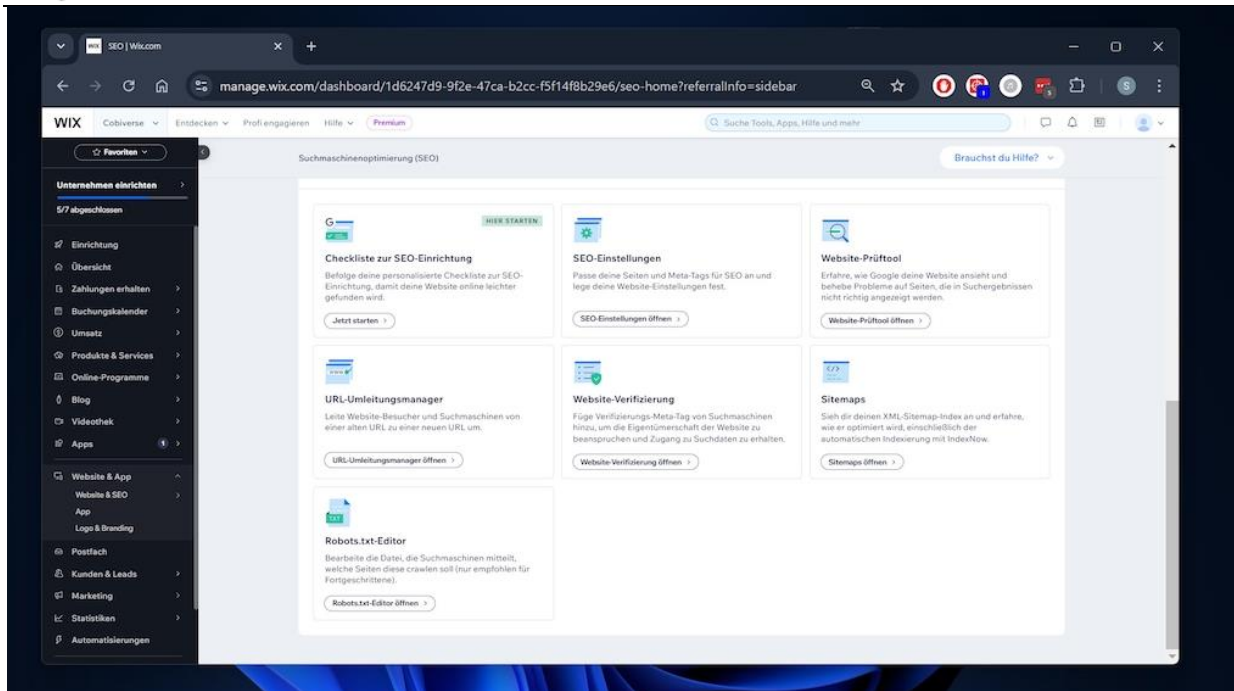 SEO | Wix.com
manage.wix.com/dashboard/1d6247d9-9f2e-47ca-b2cc-f5f14f8b29e6/seo-home?referralInfo=sidebar
WIX Cobiverse Entdecken Profi engagieren Hilfe Premium Suche Tools, Apps, Hilfe und mehr
Favoriten
Suchmaschinenoptimierung (SEO)
Brauchst du Hilfe?
Unternehmen einrichten
5/7 abgeschlossen
Einrichtung
Übersicht
Zahlungen erhalten
Buchungskalender
Umsatz
Produkte & Services
Online-Programme
Blog
Videothek
Apps 1
Website & App
Website & SEO
App
Logo & Branding
Postfach
Kunden & Leads
Marketing
Statistiken
Automatisierungen
HIER STARTEN
Checkliste zur SEO-Einrichtung
Befolge deine personalisierte Checkliste zur SEO-
Einrichtung, damit deine Website online leichter
gefunden wird.
Jetzt starten
SEO-Einstellungen
Passe deine Seiten und Meta-Tags für SEO an und
lege deine Website-Einstellungen fest.
SEO-Einstellungen öffnen
Website-Prüftool
Erfahre, wie Google deine Website ansieht und
behebe Probleme auf Seiten, die in Suchergebnissen
nicht richtig angezeigt werden.
Website-Prüftool öffnen
URL-Umleitungsmanager
Leite Website-Besucher und Suchmaschinen von
einer alten URL zu einer neuen URL um.
URL-Umleitungsmanager öffnen
Website-Verifizierung
Füge Verifizierungs-Meta-Tag von Suchmaschinen
hinzu, um die Eigentümerschaft der Website zu
beanspruchen und Zugang zu Suchdaten zu erhalten.
Website-Verifizierung öffnen
Sitemaps
Sieh dir deinen XML-Sitemap-Index an und erfahre,
wie er optimiert wird, einschließlich der
automatischen Indexierung mit IndexNow.
Sitemaps öffnen
TXT
Robots.txt-Editor
Bearbeite die Datei, die Suchmaschinen mitteilt,
welche Seiten diese crawlen soll (nur empfohlen für
Fortgeschrittene).
Robots.txt-Editor öffnen